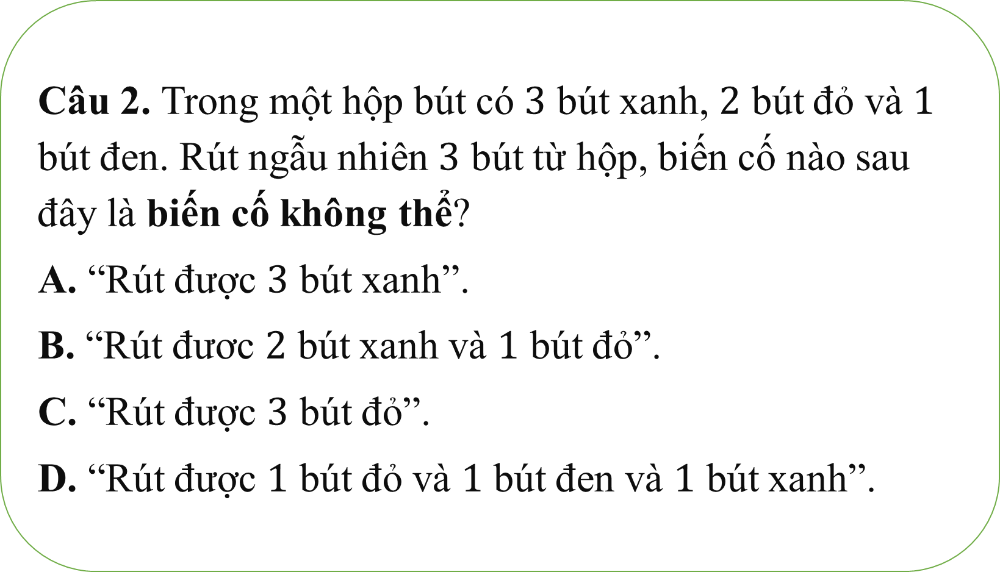 Câu 2. Trong một hộp bút có 3 bút xanh, 2 bút đỏ và 1
bút đen. Rút ngẫu nhiên 3 bút từ hộp, biến cố nào sau
đây là biến cố không thể?
A. “Rút được 3 bút xanh”.
B. “Rút đươc 2 bút xanh và 1 bút đỏ”.
C. “Rút được 3 bút đỏ”.
D. “Rút được 1 bút đỏ và 1 bút đen và 1 bút xanh”.